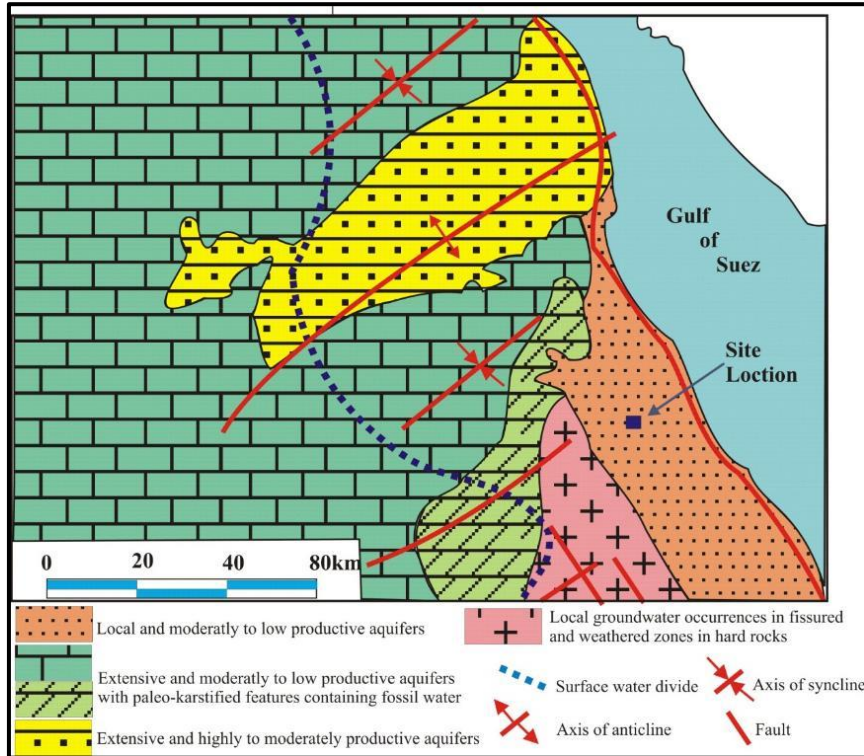 Gulf
of
Suez
Site
Loction
0 20 40 80km
Local and moderatly to low productive aquifers
Extensive and moderatly to low productive aquifers
with paleo-karstified features containing fossil water
Extensive and highly to moderately productive aquifers
Local groundwater occurrences in fissured
and weathered zones in hard rocks
Surface water divide
Axis of syncline
Axis of anticline
Fault